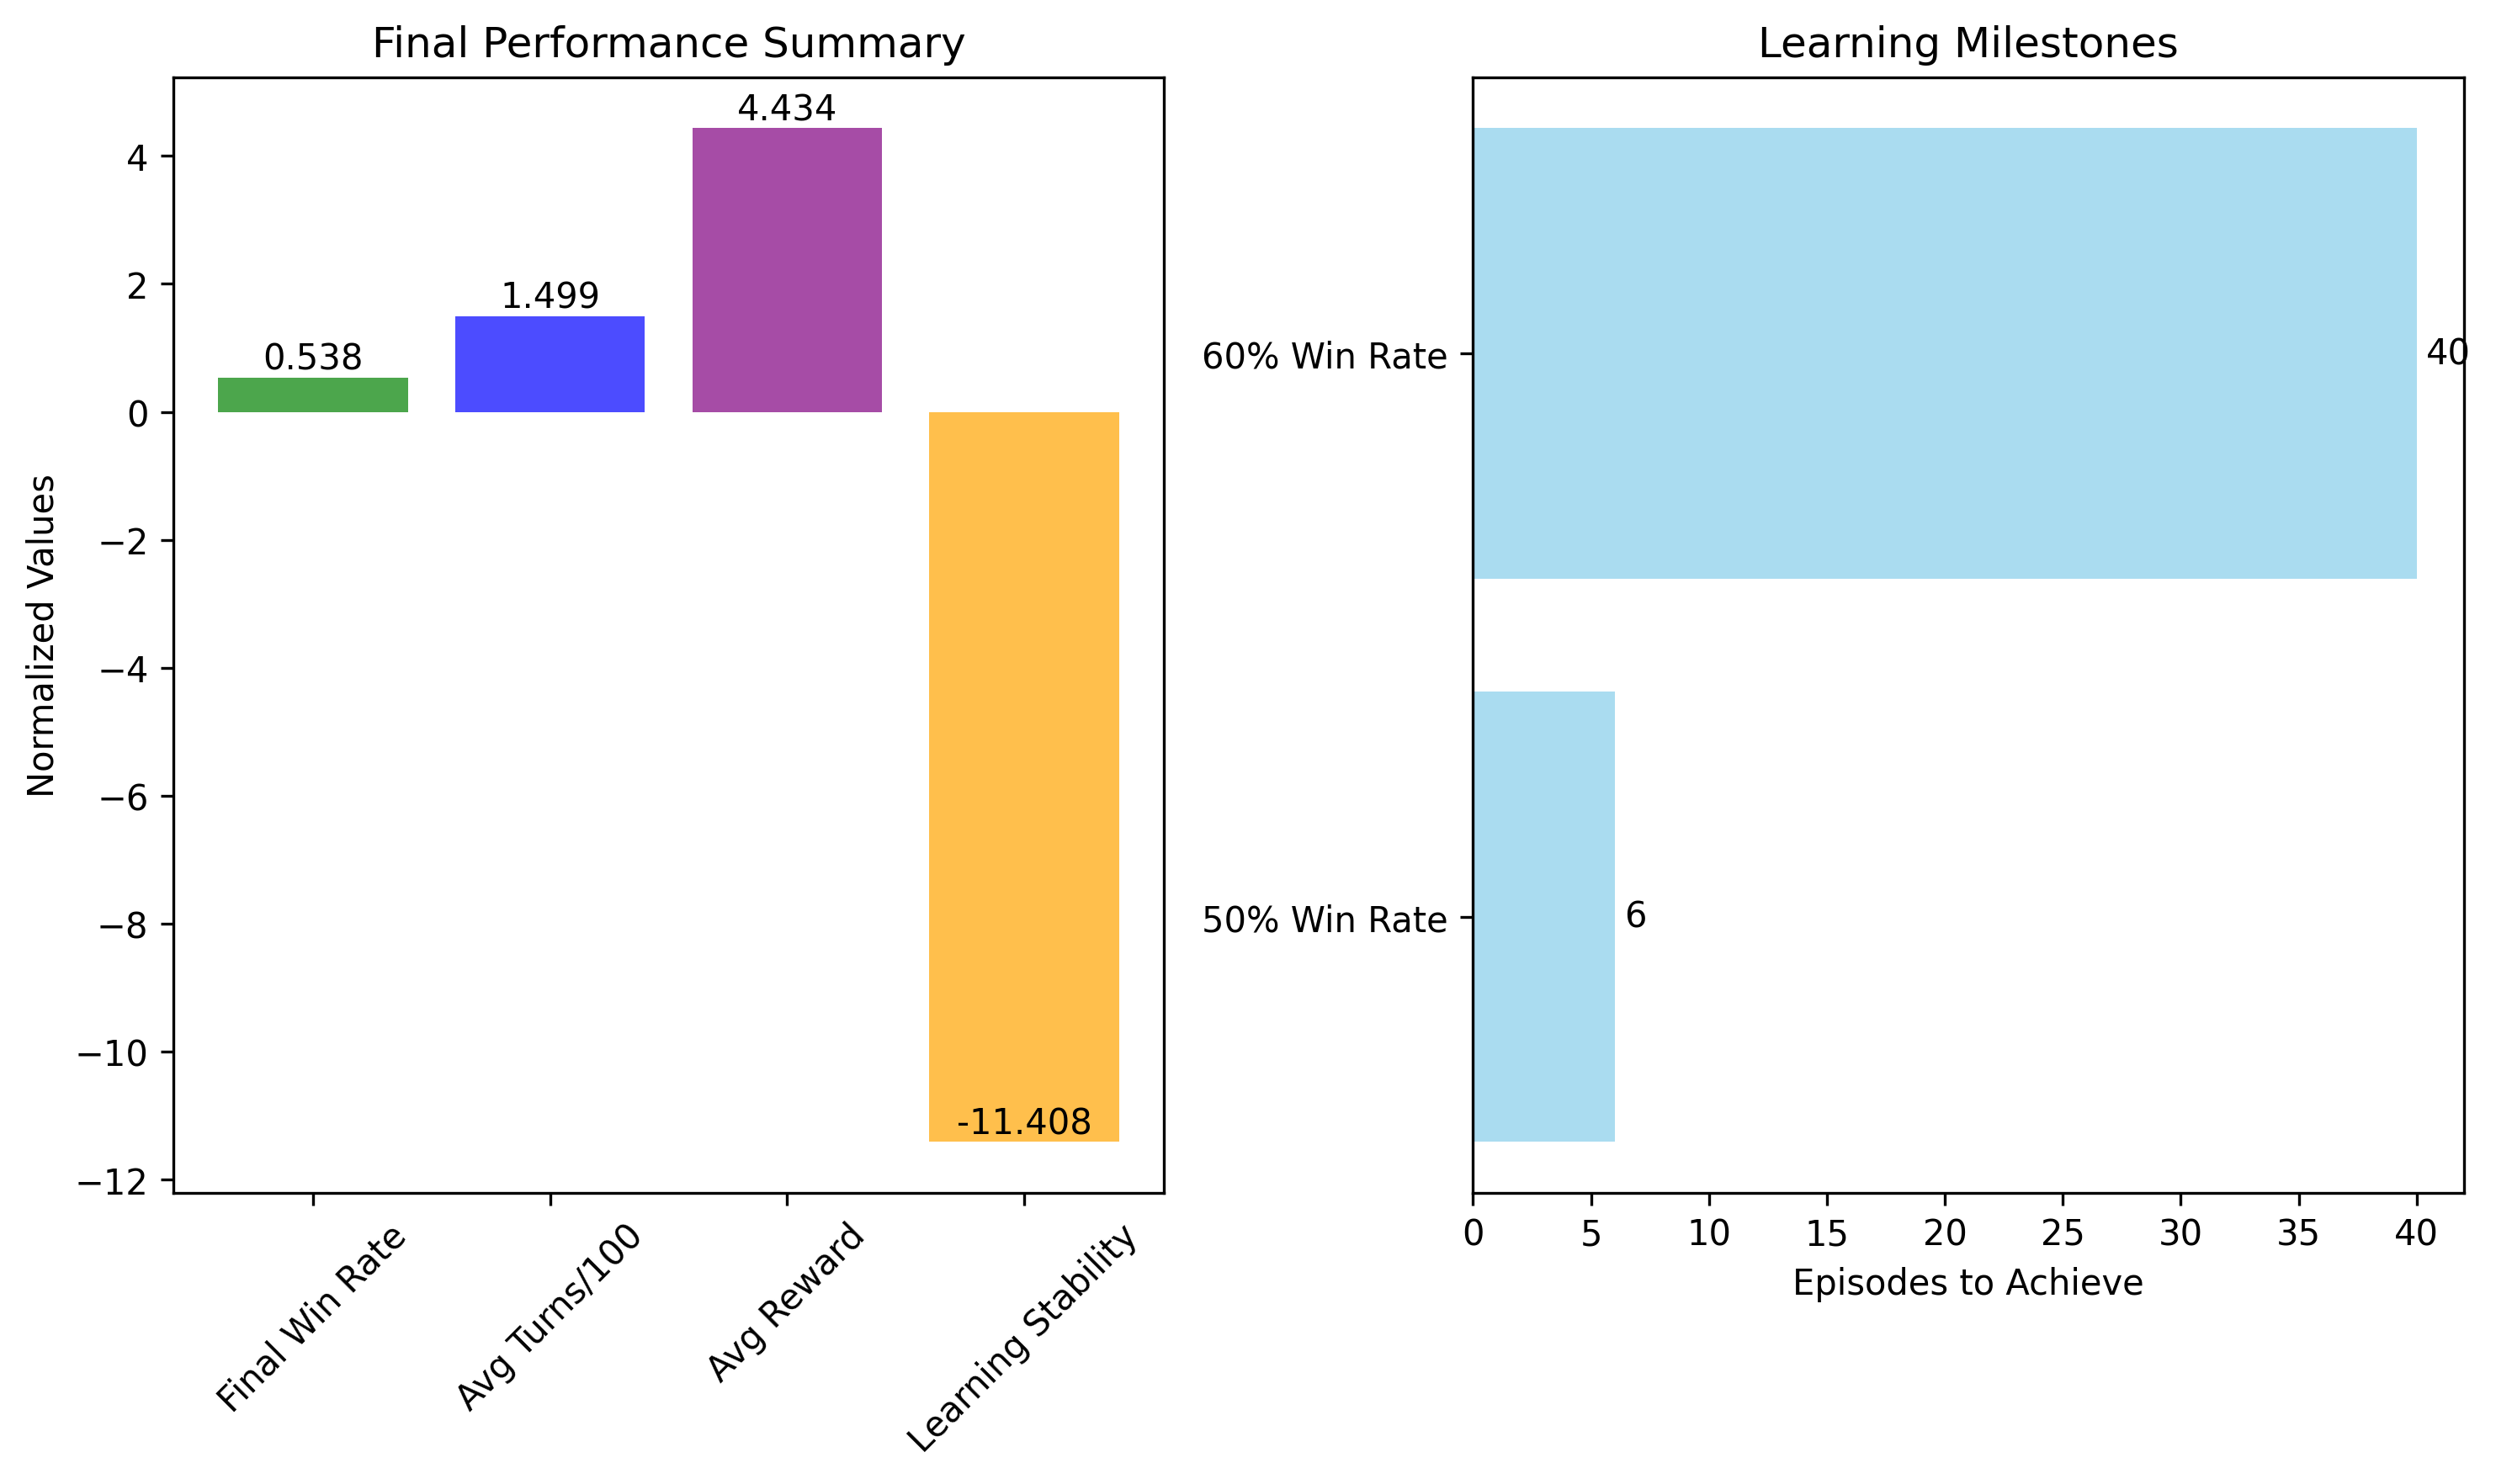 Final Performance Summary
Normalized Values
4
2
0
−2
−4
−6
−8
−10
−12
0.538
1.499
4.434
-11.408
Final Win Rate
Avg Turns/100
Avg Reward
Learning Stability
Learning Milestones
60% Win Rate
50% Win Rate
40
6
0 5 10 15 20 25 30 35 40
Episodes to Achieve